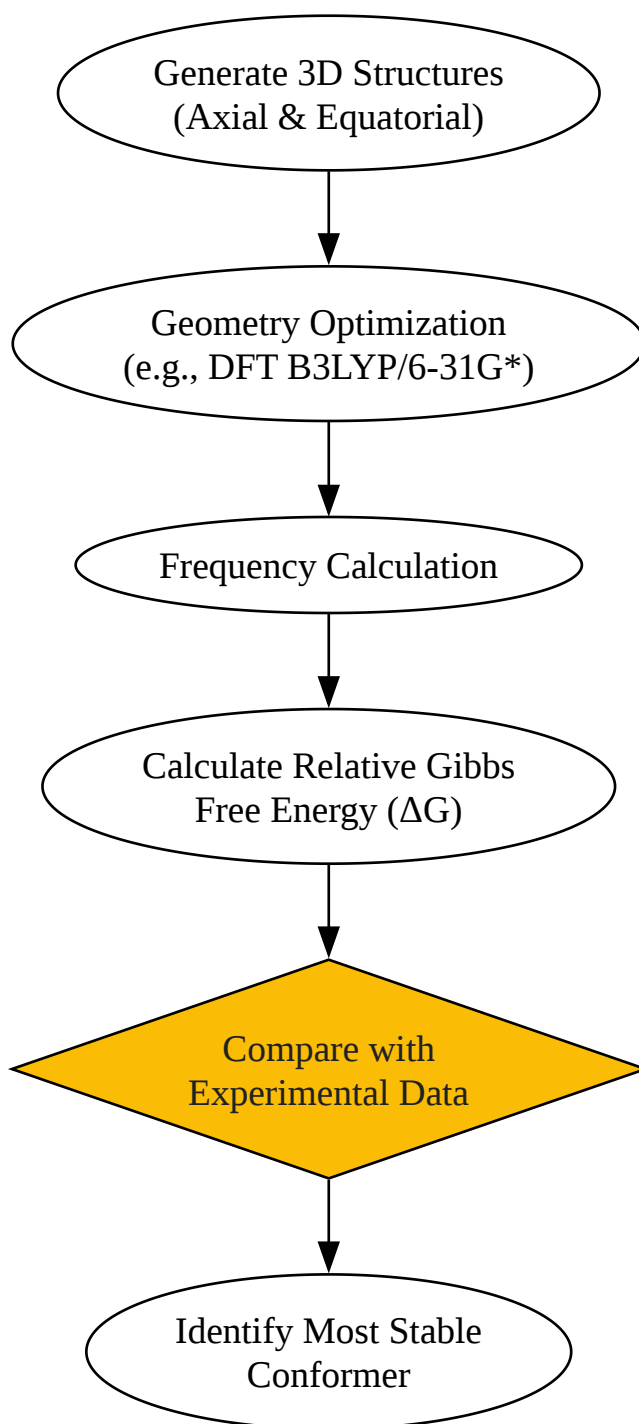 Generate 3D Structures
(Axial & Equatorial)
Geometry Optimization
(e.g., DFT B3LYP/6-31G*)
Frequency Calculation
Calculate Relative Gibbs
Free Energy (ΔG)
Compare with
Experimental Data
Identify Most Stable
Conformer